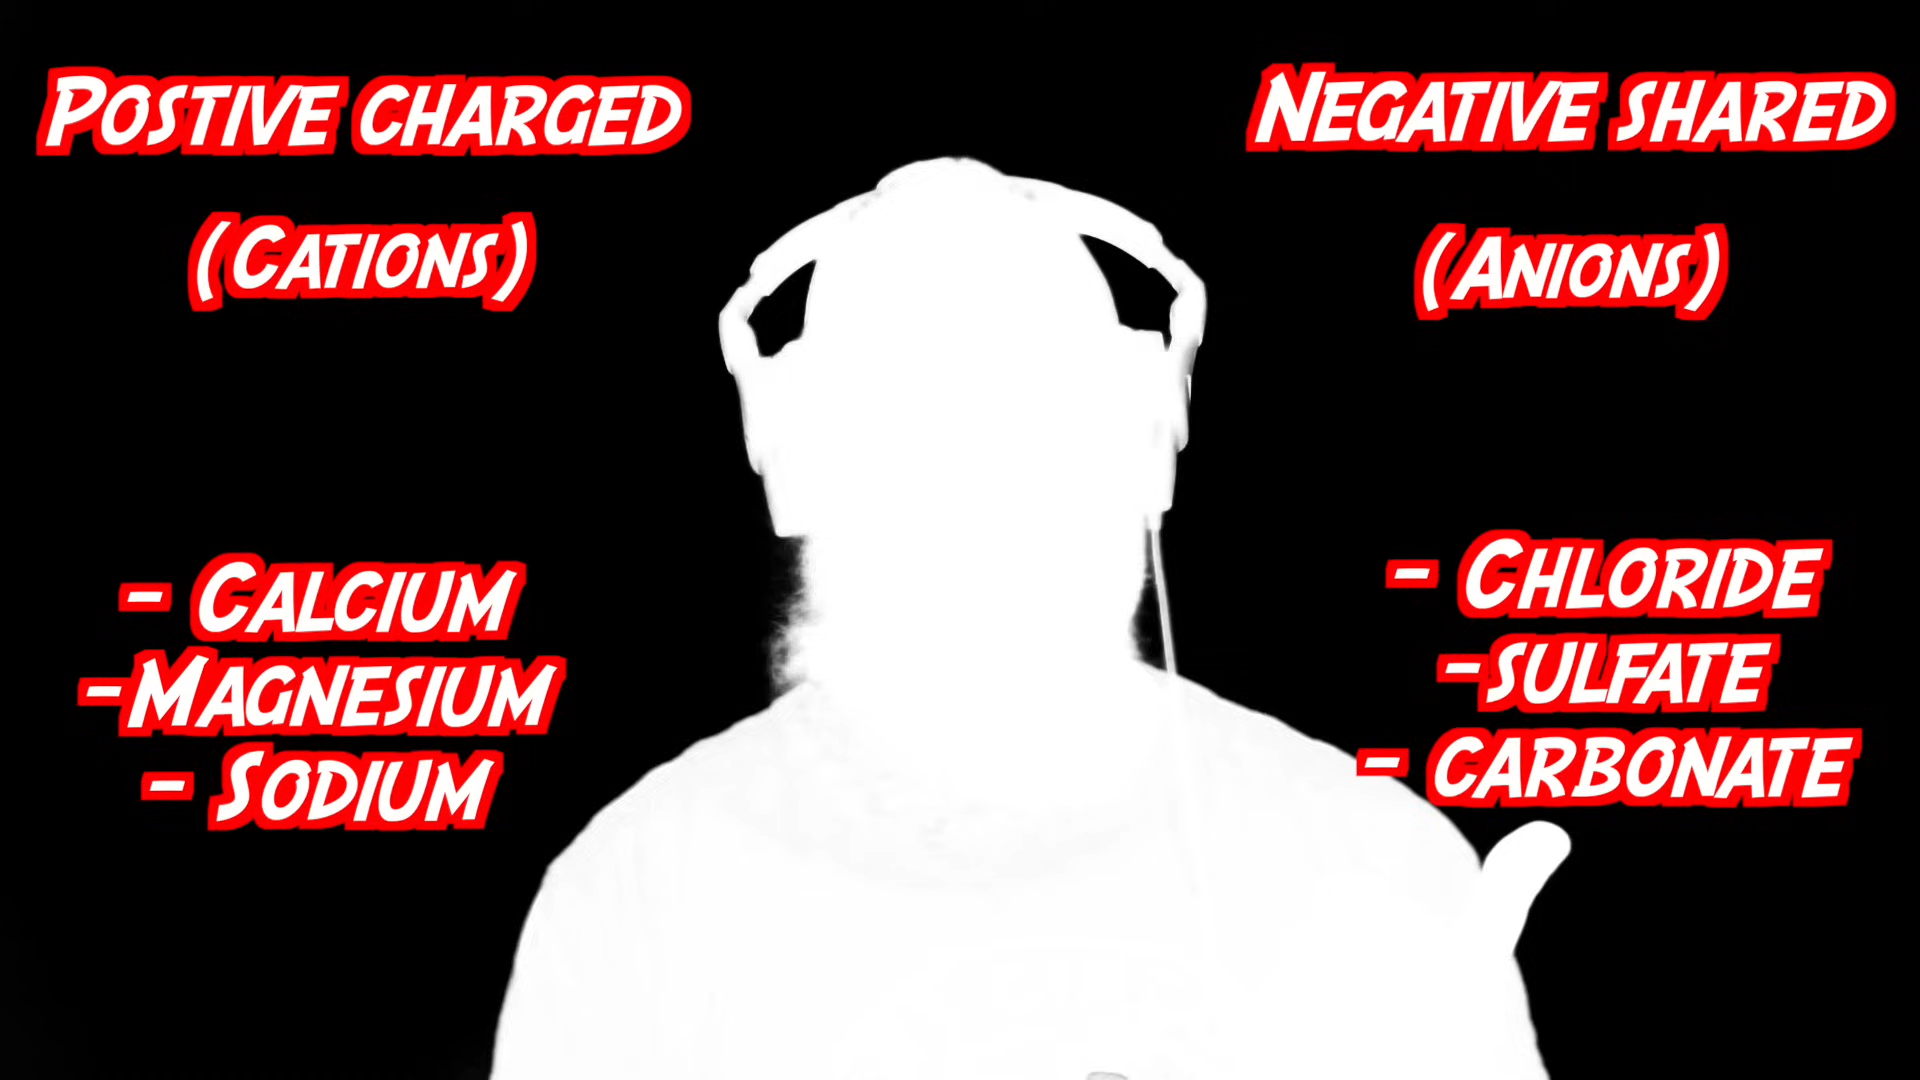 Postive charged
(Cations)
- Calcium
-Magnesium
- Sodium
Negative shared
(Anions)
- Chloride
-sulfate
- carbonate